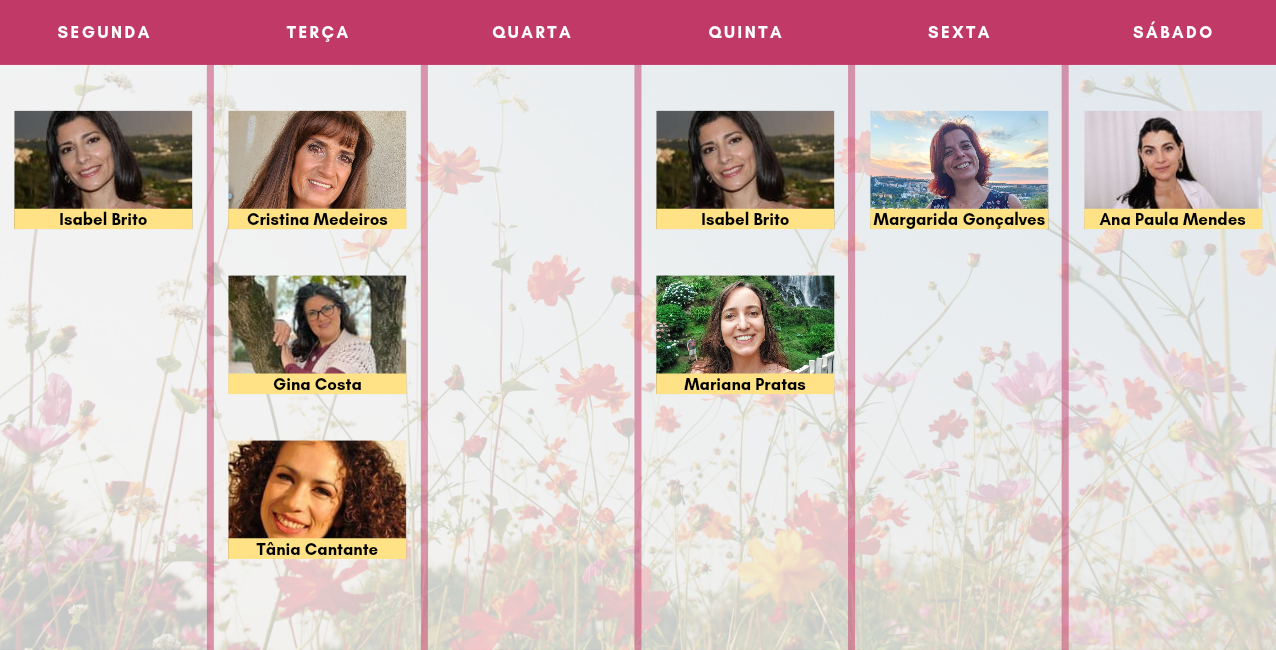 SEGUNDA
TERÇA
QUARTA
QUINTA
SEXTA
SÁBADO
Isabel Brito
Cristina Medeiros
Isabel Brito
Margarida Gonçalves
Ana Paula Mendes
Gina Costa
Mariana Pratas
Tânia Cantante